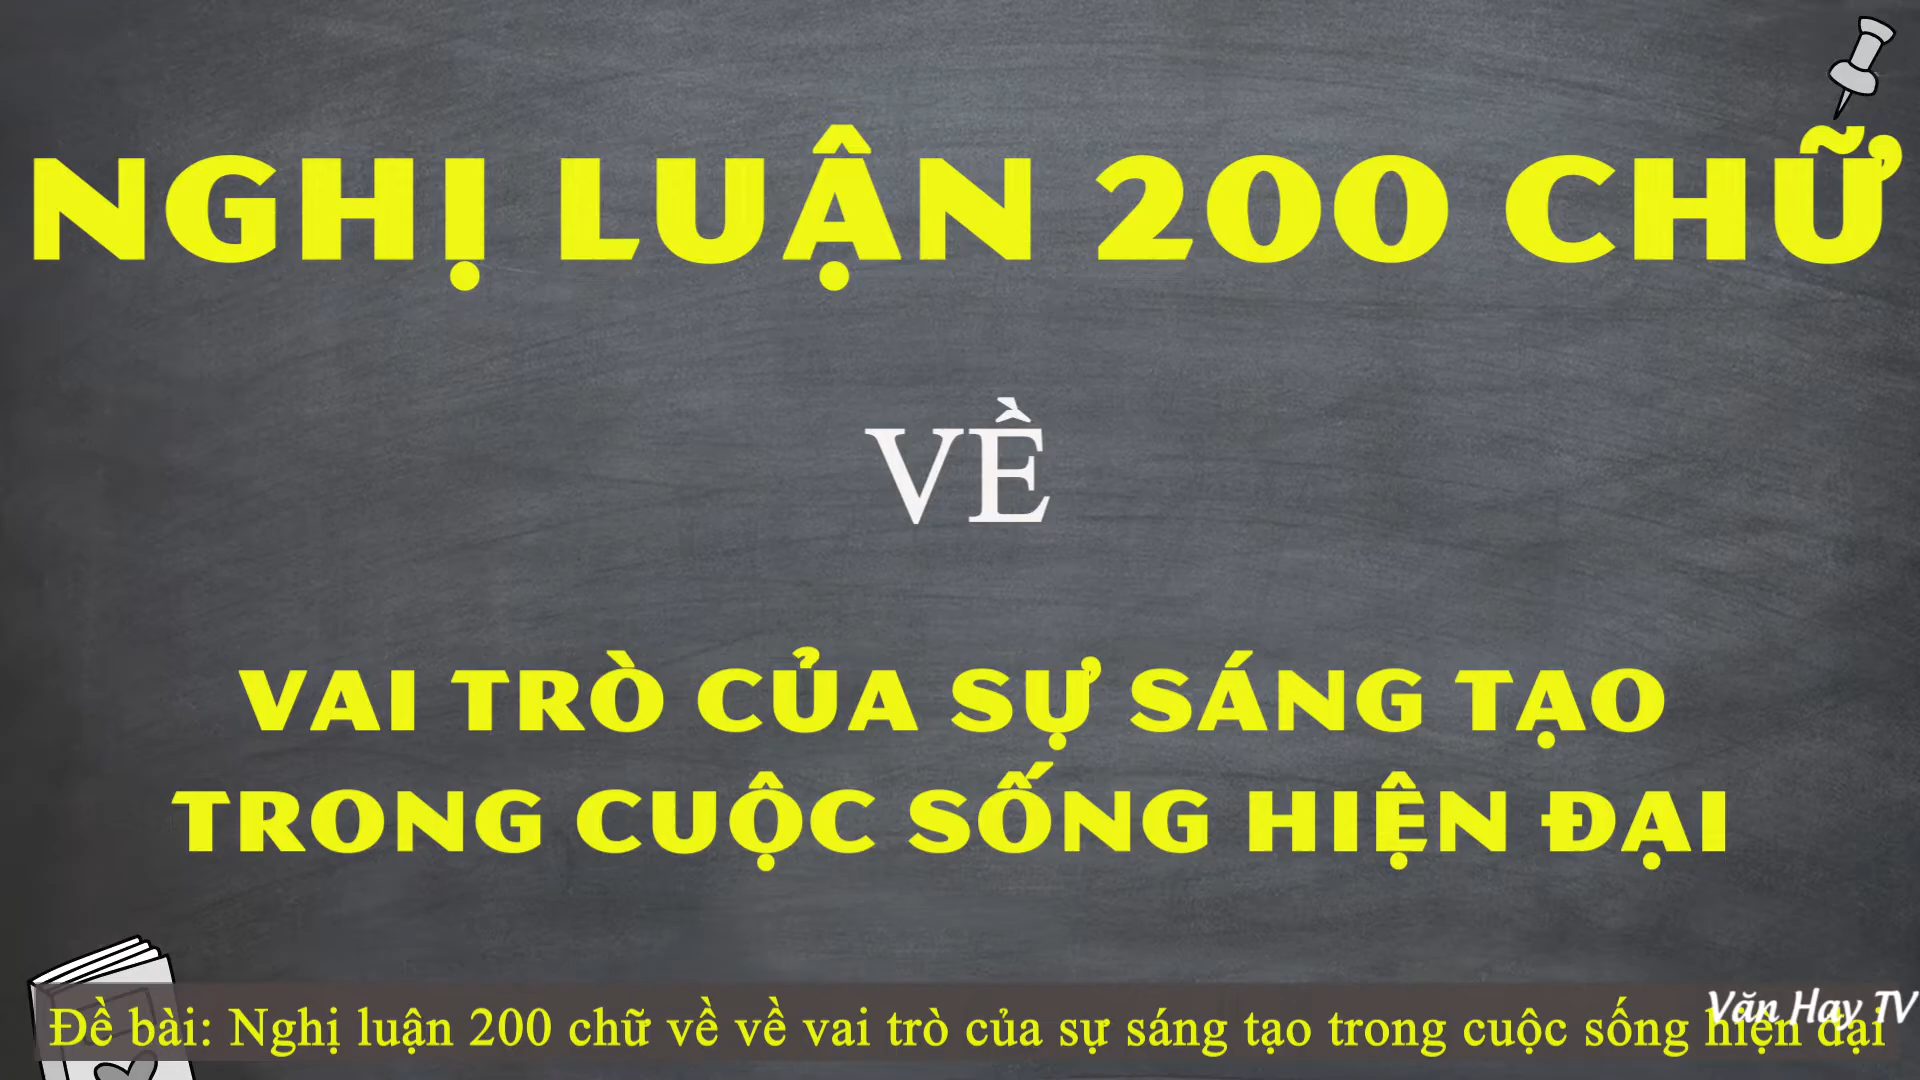 NGHỊ LUẬN 200 CHỮ
VỀ
VAI TRÒ CỦA SỰ SÁNG TẠO
TRONG CUỘC SỐNG HIỆN ĐẠI
Văn Hay TV
Đề bài: Nghị luận 200 chữ về về vai trò của sự sáng tạo trong cuộc sống hiện đại